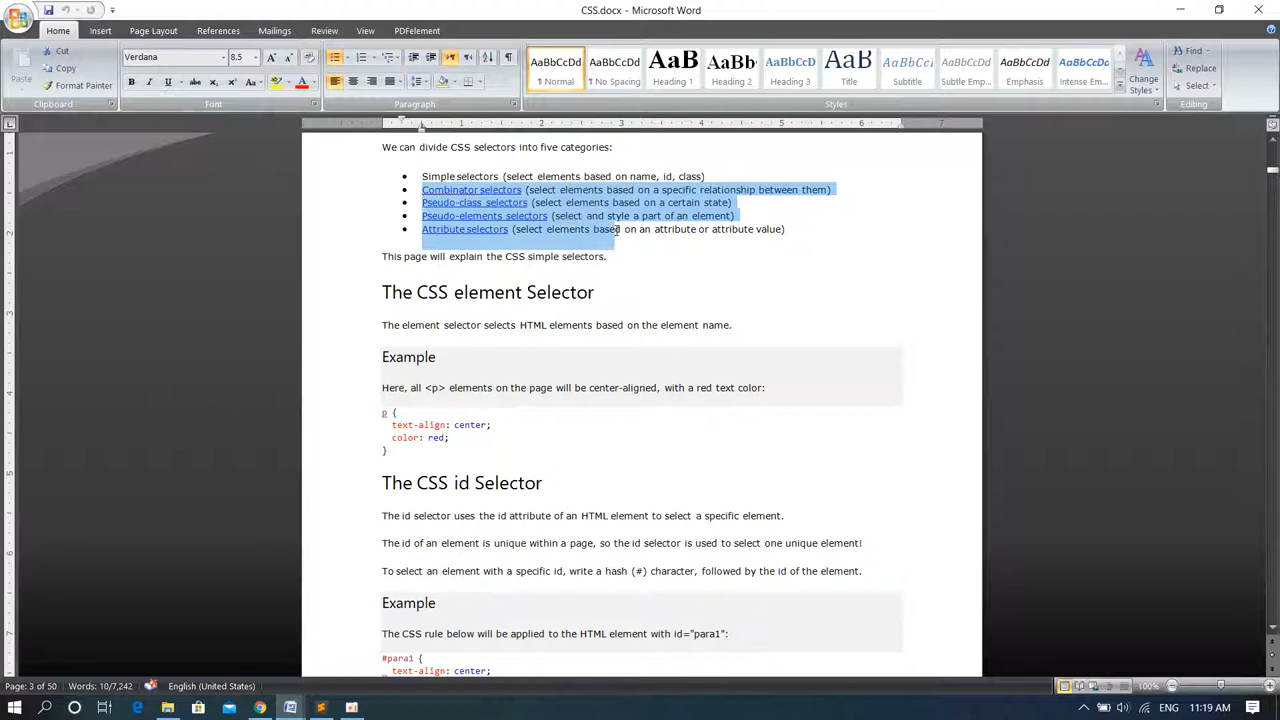 CSS.docx - Microsoft Word
Home Insert Page Layout References Mailings Review View PDFelement
Paste Cut Copy Format Painter Clipboard
Verdana 8.5 Font
Paragraph
AaBbCcDd ¶ Normal AaBbCcDd ¶ No Spacing AaB Heading 1 AaBb Heading 2 AaBbCcD Heading 3 AaB Title AaBbCcL Subtitle AaBbCcDd Subtle Emp... AaBbCcDd Emphasis AaBbCcDd Intense Em...
Change Styles Styles
Find Replace Select Editing
1 2 3 4 5 6 7
We can divide CSS selectors into five categories:
• Simple selectors (select elements based on name, id, class)
• Combinator selectors (select elements based on a specific relationship between them)
• Pseudo-class selectors (select elements based on a certain state)
• Pseudo-elements selectors (select and style a part of an element)
• Attribute selectors (select elements based on an attribute or attribute value)
This page will explain the CSS simple selectors.
The CSS element Selector
The element selector selects HTML elements based on the element name.
Example
Here, all <p> elements on the page will be center-aligned, with a red text color:
p {
text-align: center;
color: red;
}
The CSS id Selector
The id selector uses the id attribute of an HTML element to select a specific element.
The id of an element is unique within a page, so the id selector is used to select one unique element!
To select an element with a specific id, write a hash (#) character, followed by the id of the element.
Example
The CSS rule below will be applied to the HTML element with id="para1":
#para1 {
text-align: center;
Page: 3 of 50 Words: 10/7,242 English (United States) 100%
ENG 11:19 AM